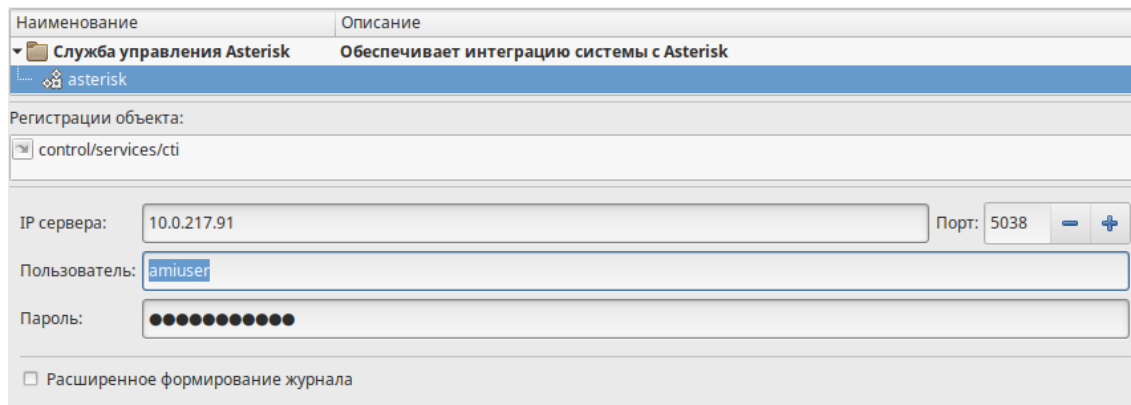 Наименование Описание
Служба управления Asterisk Обеспечивает интеграцию системы с Asterisk
asterisk
Регистрации объекта:
control/services/cti
IP сервера: 10.0.217.91 Порт: 5038
Пользователь: amiuser
Пароль: ●●●●●●●●●●●
Расширенное формирование журнала